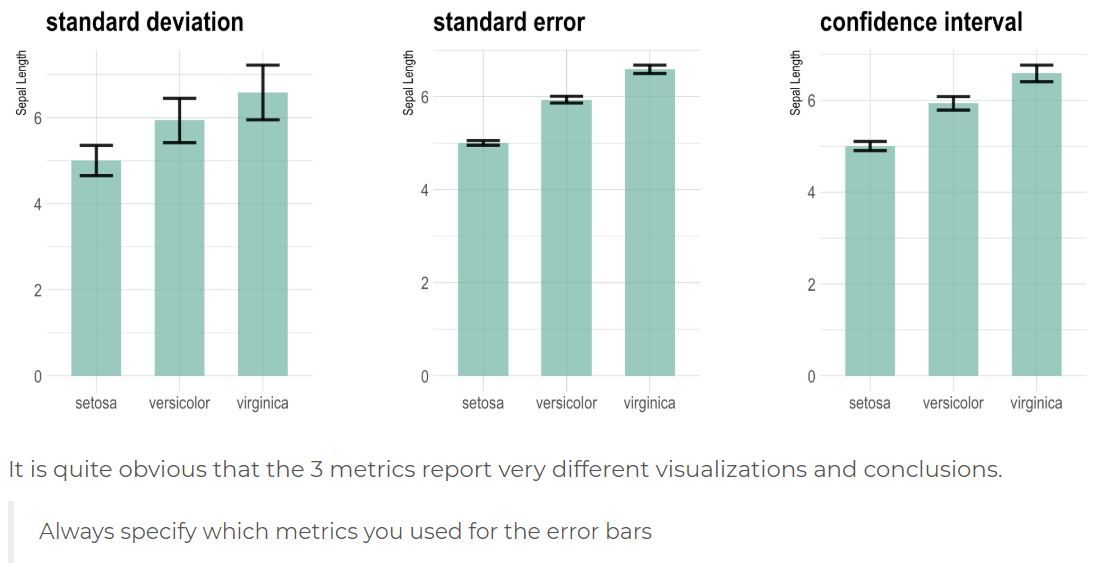 standard deviation
standard error
confidence interval
Sepal Length
6
4
2
0
setosa versicolor virginica
Sepal Length
6
4
2
0
setosa versicolor virginica
Sepal Length
6
4
2
0
setosa versicolor virginica
It is quite obvious that the 3 metrics report very different visualizations and conclusions.
Always specify which metrics you used for the error bars